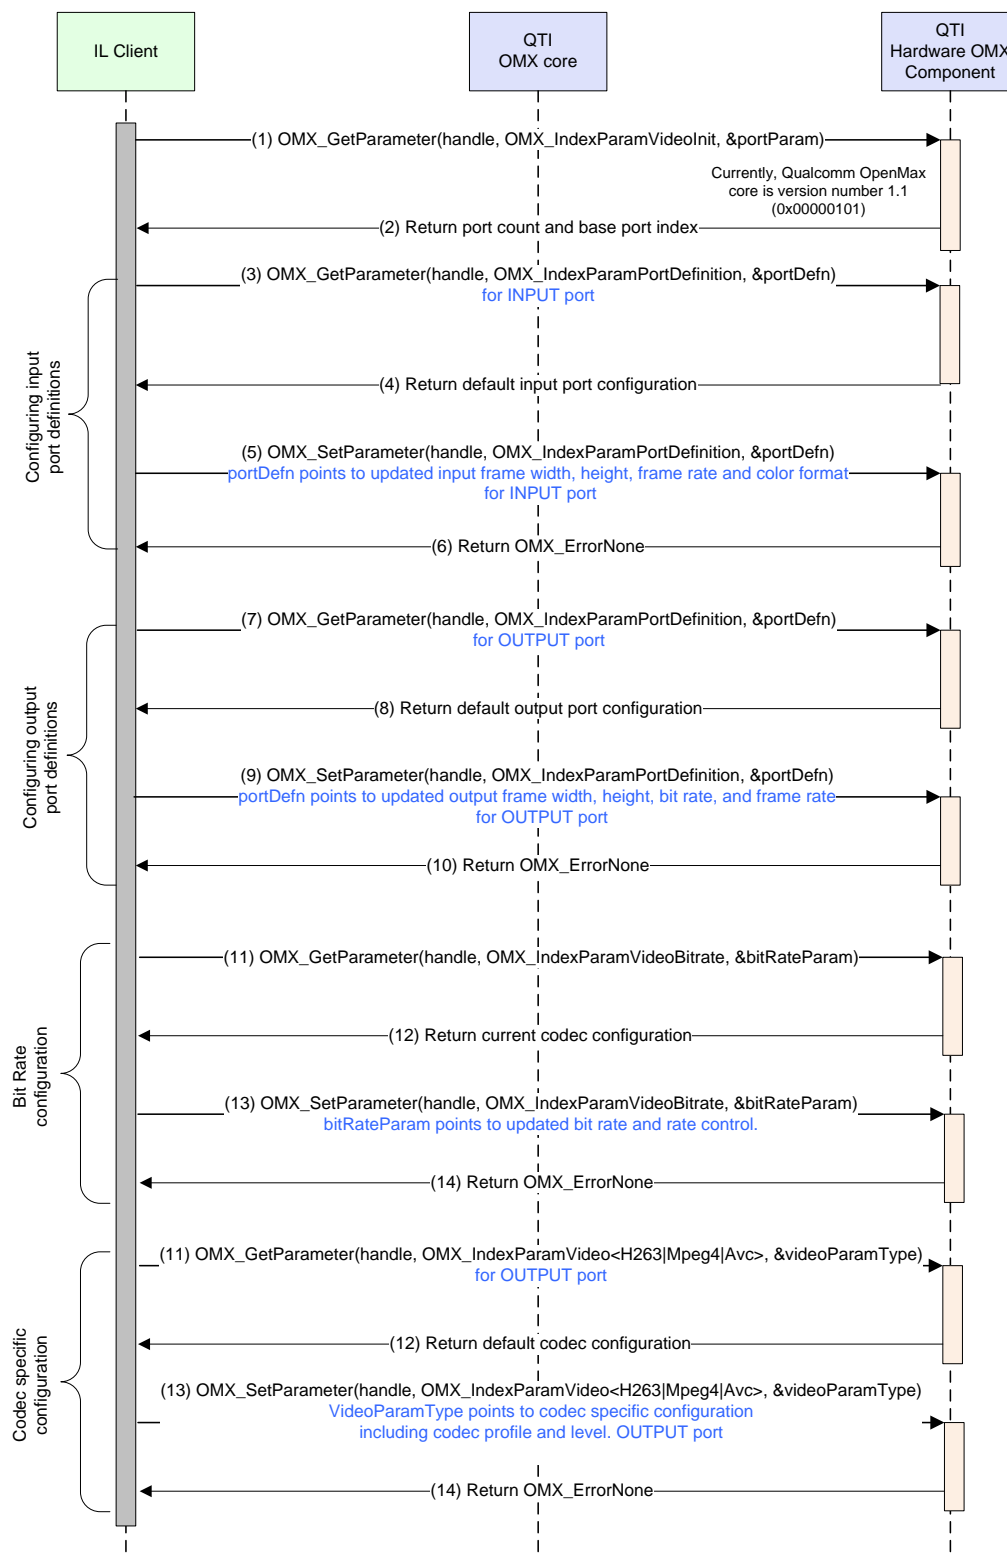 IL Client
QTI
OMX core
QTI
Hardware OMX
Component
(1) OMX_GetParameter(handle, OMX_IndexParamVideoInit, &portParam)
Currently, Qualcomm OpenMax
core is version number 1.1
(0x00000101)
(2) Return port count and base port index
Configuring input
port definitions
(3) OMX_GetParameter(handle, OMX_IndexParamPortDefinition, &portDefn)
for INPUT port
(4) Return default input port configuration
(5) OMX_SetParameter(handle, OMX_IndexParamPortDefinition, &portDefn)
portDefn points to updated input frame width, height, frame rate and color format
for INPUT port
(6) Return OMX_ErrorNone
Configuring output
port definitions
(7) OMX_GetParameter(handle, OMX_IndexParamPortDefinition, &portDefn)
for OUTPUT port
(8) Return default output port configuration
(9) OMX_SetParameter(handle, OMX_IndexParamPortDefinition, &portDefn)
portDefn points to updated output frame width, height, bit rate, and frame rate
for OUTPUT port
(10) Return OMX_ErrorNone
Bit Rate
configuration
(11) OMX_GetParameter(handle, OMX_IndexParamVideoBitrate, &bitRateParam)
(12) Return current codec configuration
(13) OMX_SetParameter(handle, OMX_IndexParamVideoBitrate, &bitRateParam)
bitRateParam points to updated bit rate and rate control.
(14) Return OMX_ErrorNone
Codec specific
configuration
(11) OMX_GetParameter(handle, OMX_IndexParamVideo<H263|Mpeg4|Avc>, &videoParamType)
for OUTPUT port
(12) Return default codec configuration
(13) OMX_SetParameter(handle, OMX_IndexParamVideo<H263|Mpeg4|Avc>, &videoParamType)
VideoParamType points to codec specific configuration
including codec profile and level. OUTPUT port
(14) Return OMX_ErrorNone